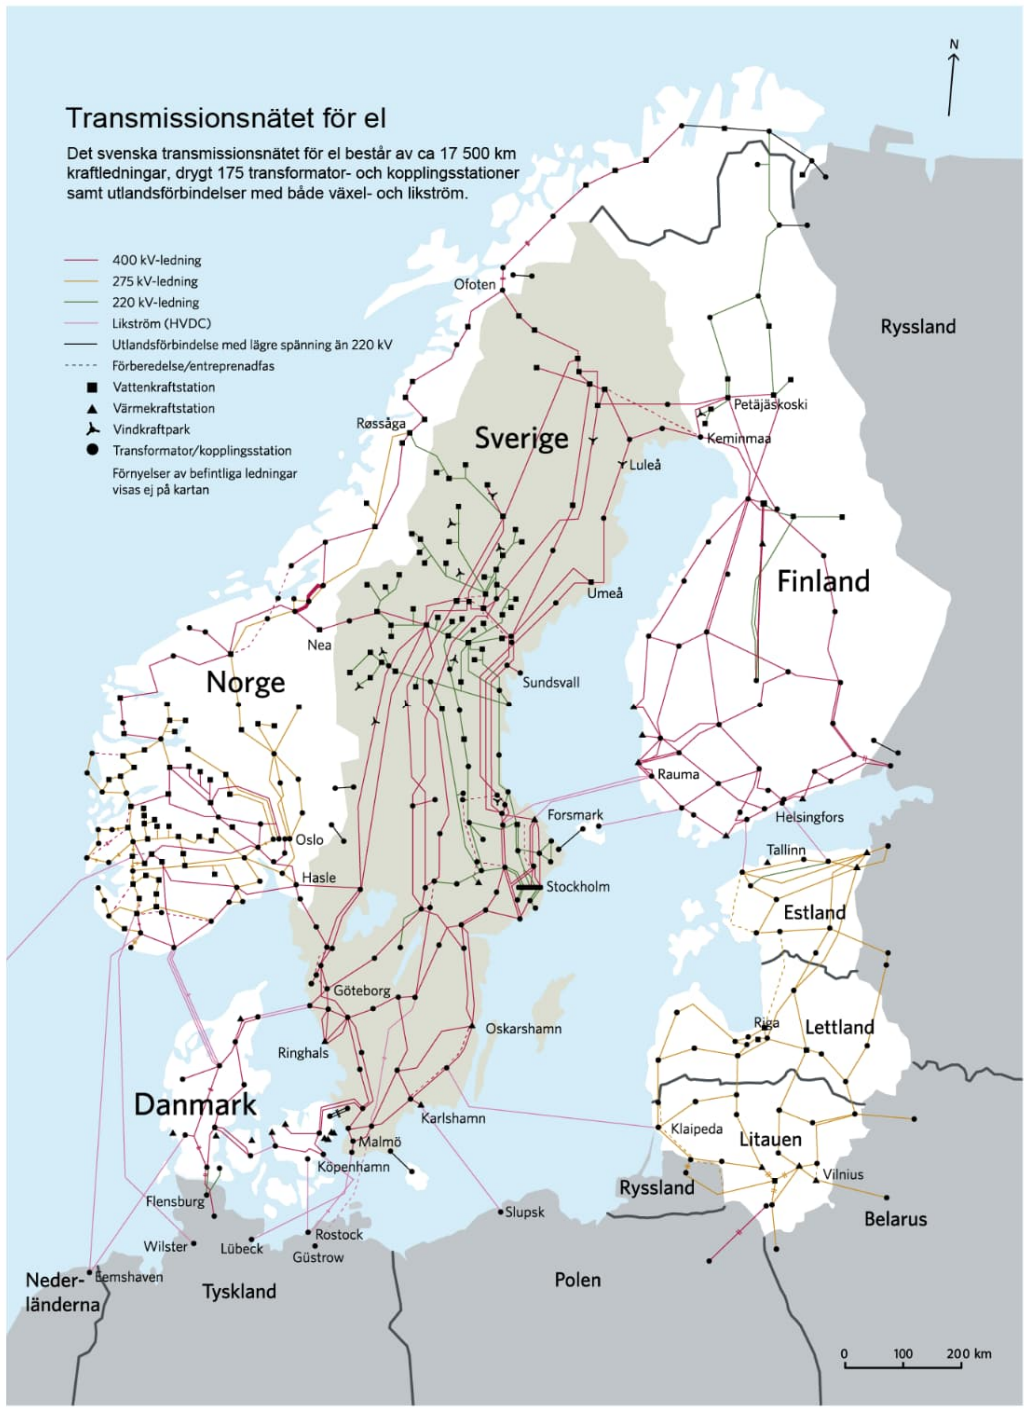 N
Transmissionsnätet för el
Det svenska transmissionsnätet för el består av ca 17 500 km
kraftledningar, drygt 175 transformator- och kopplingsstationer
samt utlandsförbindelser med både växel- och likström.
400 kV-ledning
275 kV-ledning
220 kV-ledning
Likström (HVDC)
Utlandsförbindelse med lägre spänning än 220 kV
Förberedelse/entreprenadfas
Vattenkraftstation
Värmekraftstation
Vindkraftpark
Transformator/kopplingsstation
Förnyelser av befintliga ledningar
visas ej på kartan
Ofoten
Ryssland
Petäjäskoski
Røssåga
Sverige
Keminmaa
Luleå
Finland
Umeå
Nea
Norge
Sundsvall
Rauma
Forsmark
Helsingfors
Oslo
Tallinn
Hasle
Stockholm
Estland
Göteborg
Riga
Lettland
Oskarshamn
Ringhals
Danmark
Karlshamn
Klaipeda
Litauen
Malmö
Köpenhamn
Vilnius
Ryssland
Flensburg
Slupsk
Belarus
Rostock
Wilster
Lübeck
Güstrow
Eemshaven
Neder-
länderna
Tyskland
Polen
0 100 200 km